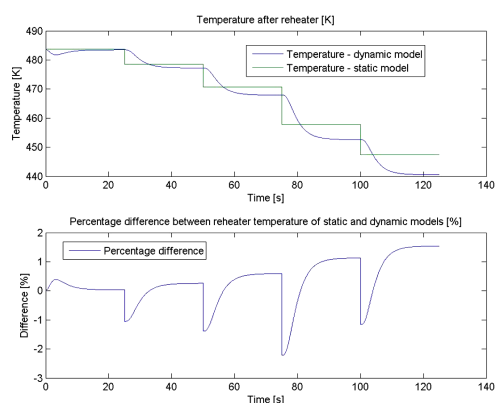 Temperature after reheater [K]
490
480
470
460
450
440
Temperature [K]
Temperature - dynamic model
Temperature - static model
0 20 40 60 80 100 120 140
Time [s]
Percentage difference between reheater temperature of static and dynamic models [%]
2
1
0
-1
-2
-3
Difference [%]
Percentage difference
0 20 40 60 80 100 120 140
Time [s]